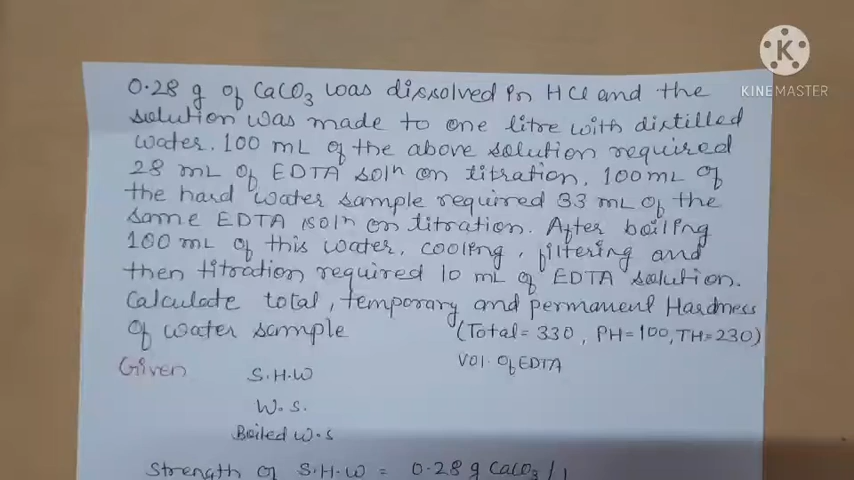 0.28 g of CaCO3 was dissolved in HCl and the
solution was made to one litre with distilled
water. 100 mL of the above solution required
28 mL of EDTA solⁿ on titration. 100 mL of
the hard water sample required 33 mL of the
same EDTA solⁿ on titration. After boiling
100 mL of this water, cooling, filtering and
then titration required 10 mL of EDTA solution.
Calculate total, temporary and permanent Hardness
of water sample (Total = 330, PH=100, TH=230)
Given S.H.W Vol. of EDTA
W.S.
Boiled W.S
Strength of S.H.W = 0.28 g CaCO3/l
K
KINEMASTER